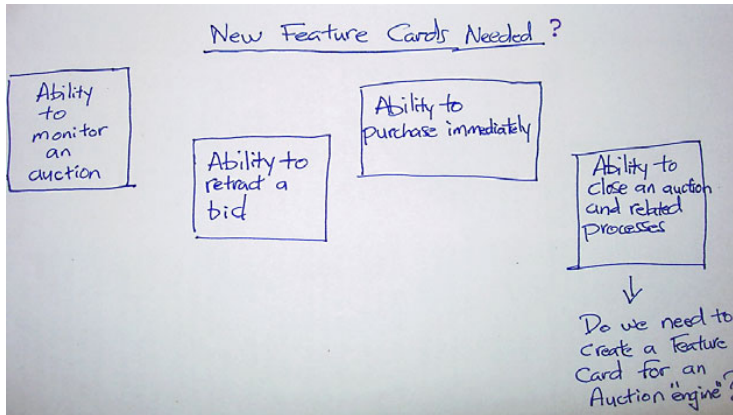 New Feature Cards Needed?
Ability
to
monitor
an
auction
Ability to
retract a
bid
Ability to
purchase immediately
Ability to
close an auction
and related
processes
Do we need to
create a Feature
Card for an
Auction "engine"?